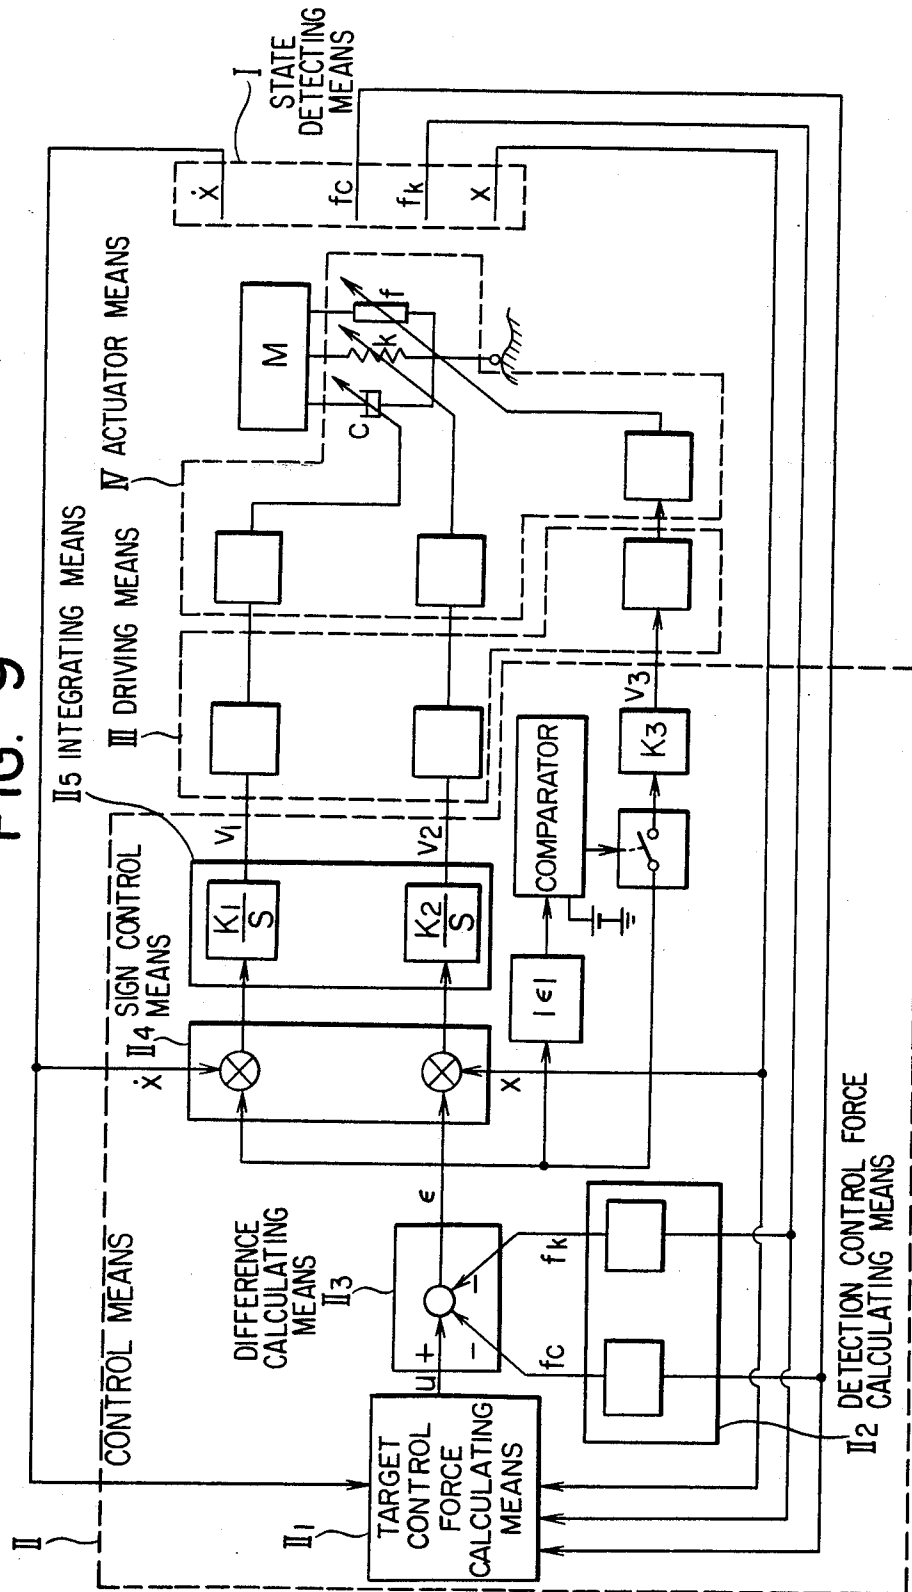 FIG. 9
II CONTROL MEANS
II1
TARGET
CONTROL
FORCE
CALCULATING
MEANS
u
+
-
-
DIFFERENCE
CALCULATING
MEANS
II3
ϵ
fc
fk
II2
DETECTION CONTROL FORCE
CALCULATING MEANS
SIGN CONTROL
MEANS
II4
ẋ
X
II5 INTEGRATING MEANS
K1
S
K2
S
V1
V2
|ϵ|
COMPARATOR
K3
V3
III DRIVING MEANS
IV ACTUATOR MEANS
M
C
k
f
I
STATE
DETECTING
MEANS
ẋ
fc
fk
X